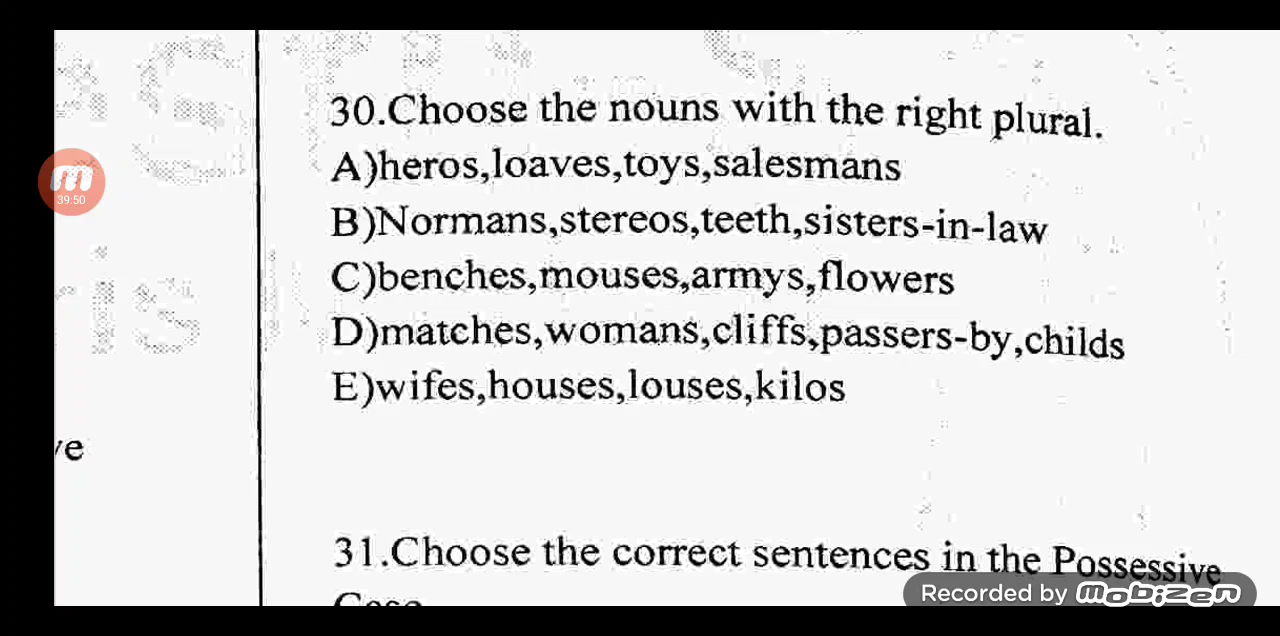 30.Choose the nouns with the right plural.
A)heros,loaves,toys,salesmans
B)Normans,stereos,teeth,sisters-in-law
C)benches,mouses,armys,flowers
D)matches,womans,cliffs,passers-by,childs
E)wifes,houses,louses,kilos
39:50
31.Choose the correct sentences in the Possessive
Recorded by mobizen